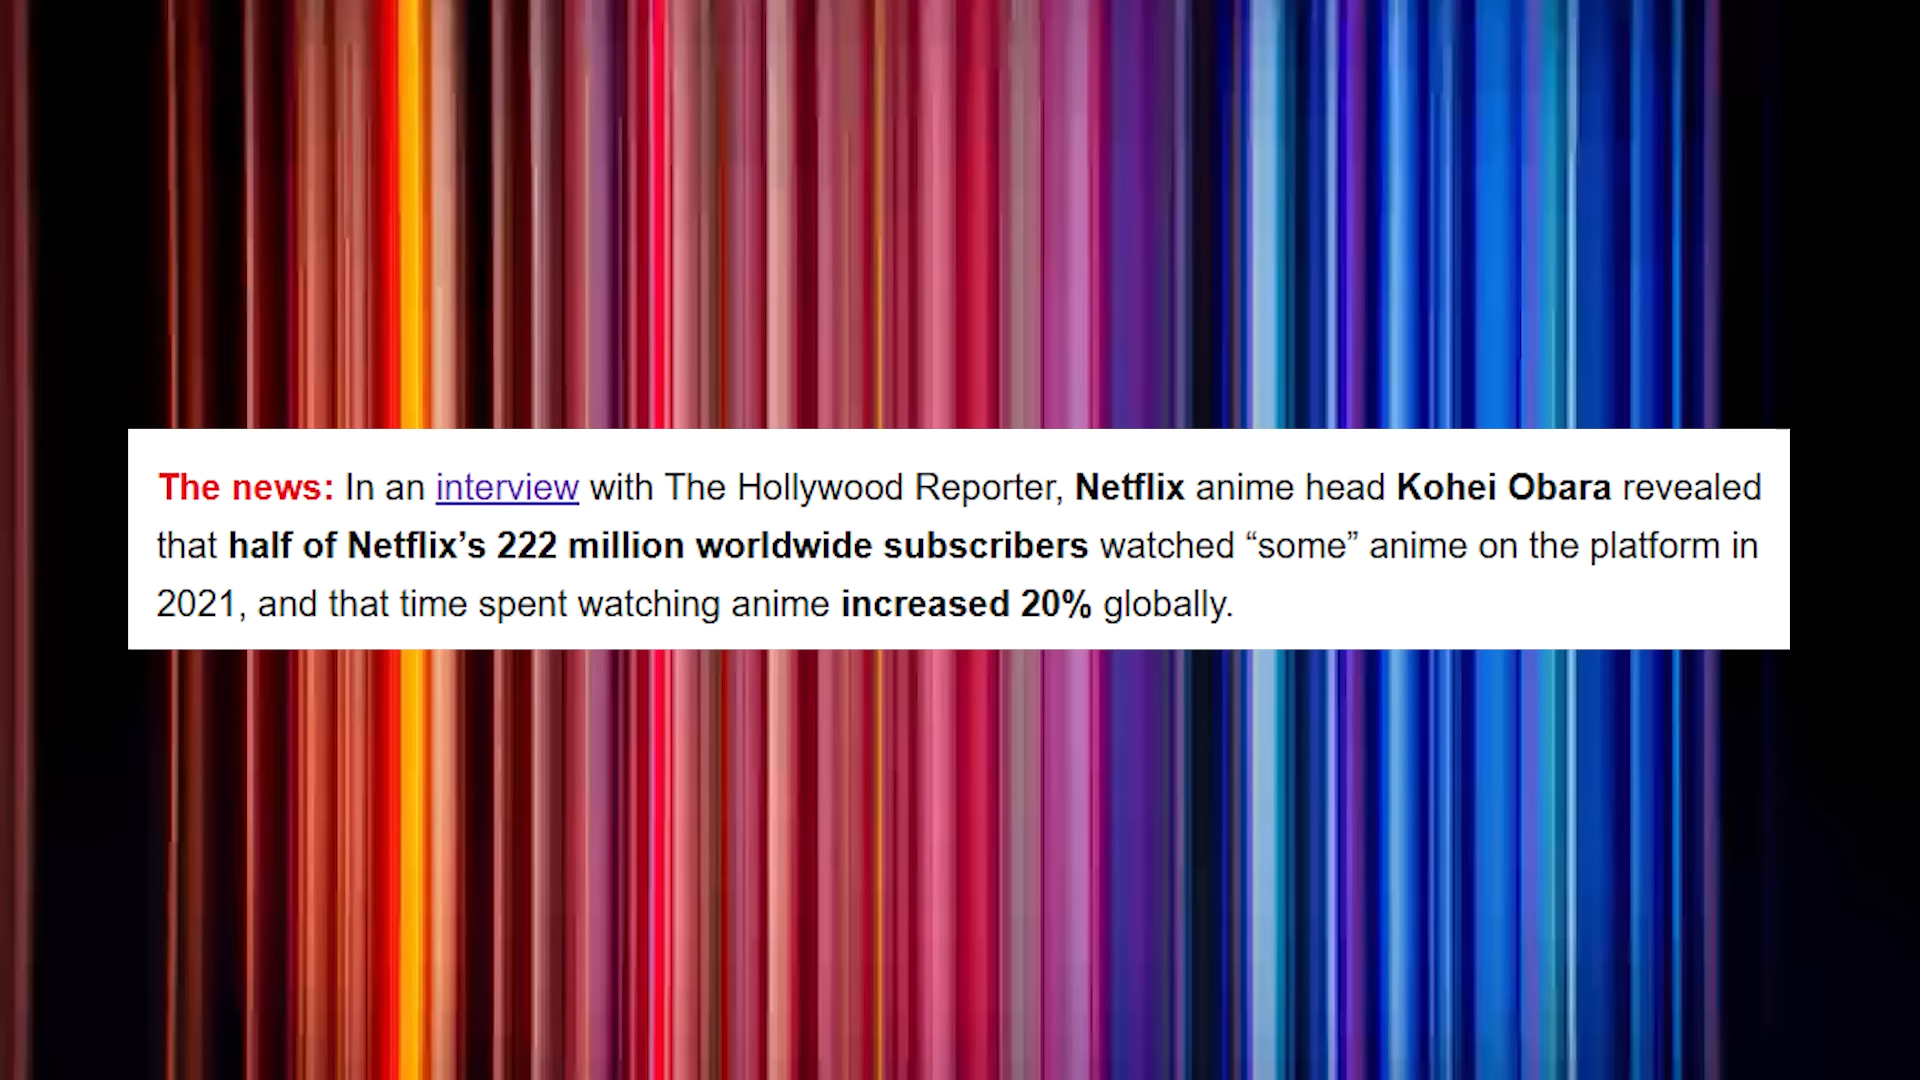 The news: In an interview with The Hollywood Reporter, Netflix anime head Kohei Obara revealed
that half of Netflix’s 222 million worldwide subscribers watched “some” anime on the platform in
2021, and that time spent watching anime increased 20% globally.